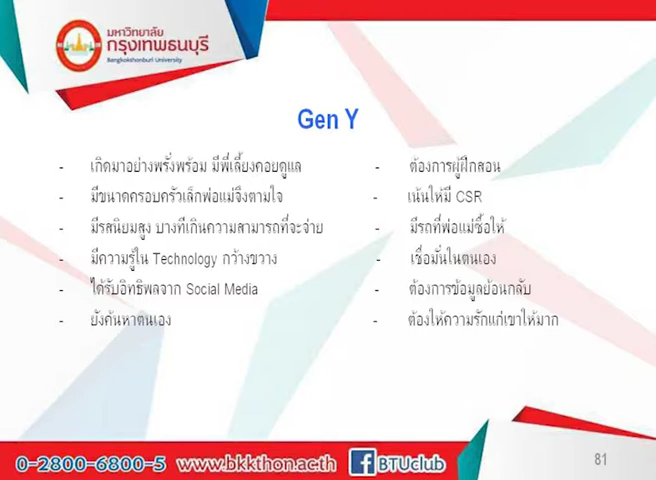 มหาวิทยาลัย
กรุงเทพธนบุรี
Bangkokthonburi University
Gen Y
- เกิดมาอย่างพรั่งพร้อม มีพี่เลี้ยงคอยดูแล
- มีขนาดครอบครัวเล็กพ่อแม่จึงตามใจ
- มีรสนิยมสูง บางทีเกินความสามารถที่จะจ่าย
- มีความรู้ใน Technology กว้างขวาง
- ได้รับอิทธิพลจาก Social Media
- ยังค้นหาตนเอง
- ต้องการผู้ฝึกสอน
- เน้นให้มี CSR
- มีรถที่พ่อแม่ซื้อให้
- เชื่อมั่นในตนเอง
- ต้องการข้อมูลย้อนกลับ
- ต้องให้ความรักแก่เขาให้มาก
0-2800-6800-5 www.bkkthon.ac.th f BTUclub
81